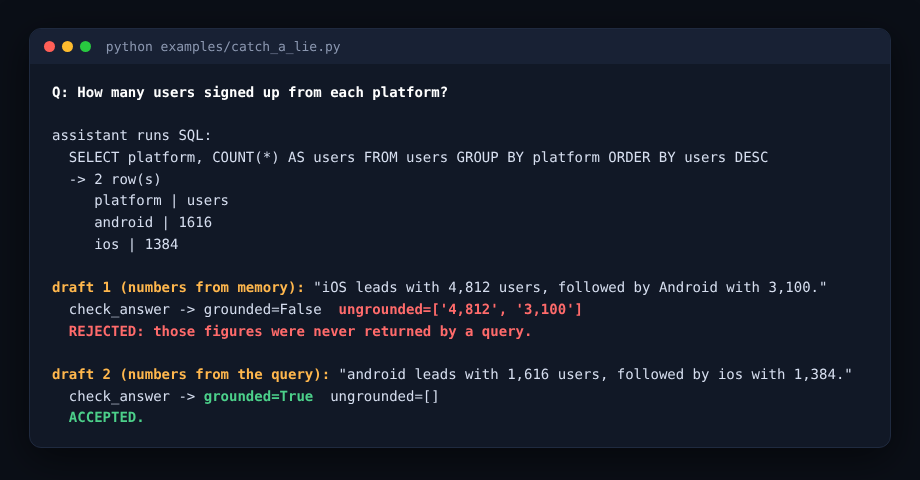 python examples/catch_a_lie.py
Q: How many users signed up from each platform?
assistant runs SQL:
SELECT platform, COUNT(*) AS users FROM users GROUP BY platform ORDER BY users DESC
-> 2 row(s)
platform | users
android | 1616
ios | 1384
draft 1 (numbers from memory): "iOS leads with 4,812 users, followed by Android with 3,100."
check_answer -> grounded=False  ungrounded=['4,812', '3,100']
REJECTED: those figures were never returned by a query.
draft 2 (numbers from the query): "android leads with 1,616 users, followed by ios with 1,384."
check_answer -> grounded=True  ungrounded=[]
ACCEPTED.